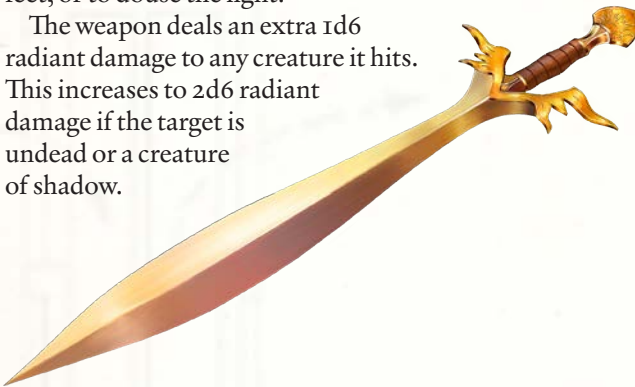 feet, or to douse the light.
The weapon deals an extra 1d6
radiant damage to any creature it hits.
This increases to 2d6 radiant
damage if the target is
undead or a creature
of shadow.